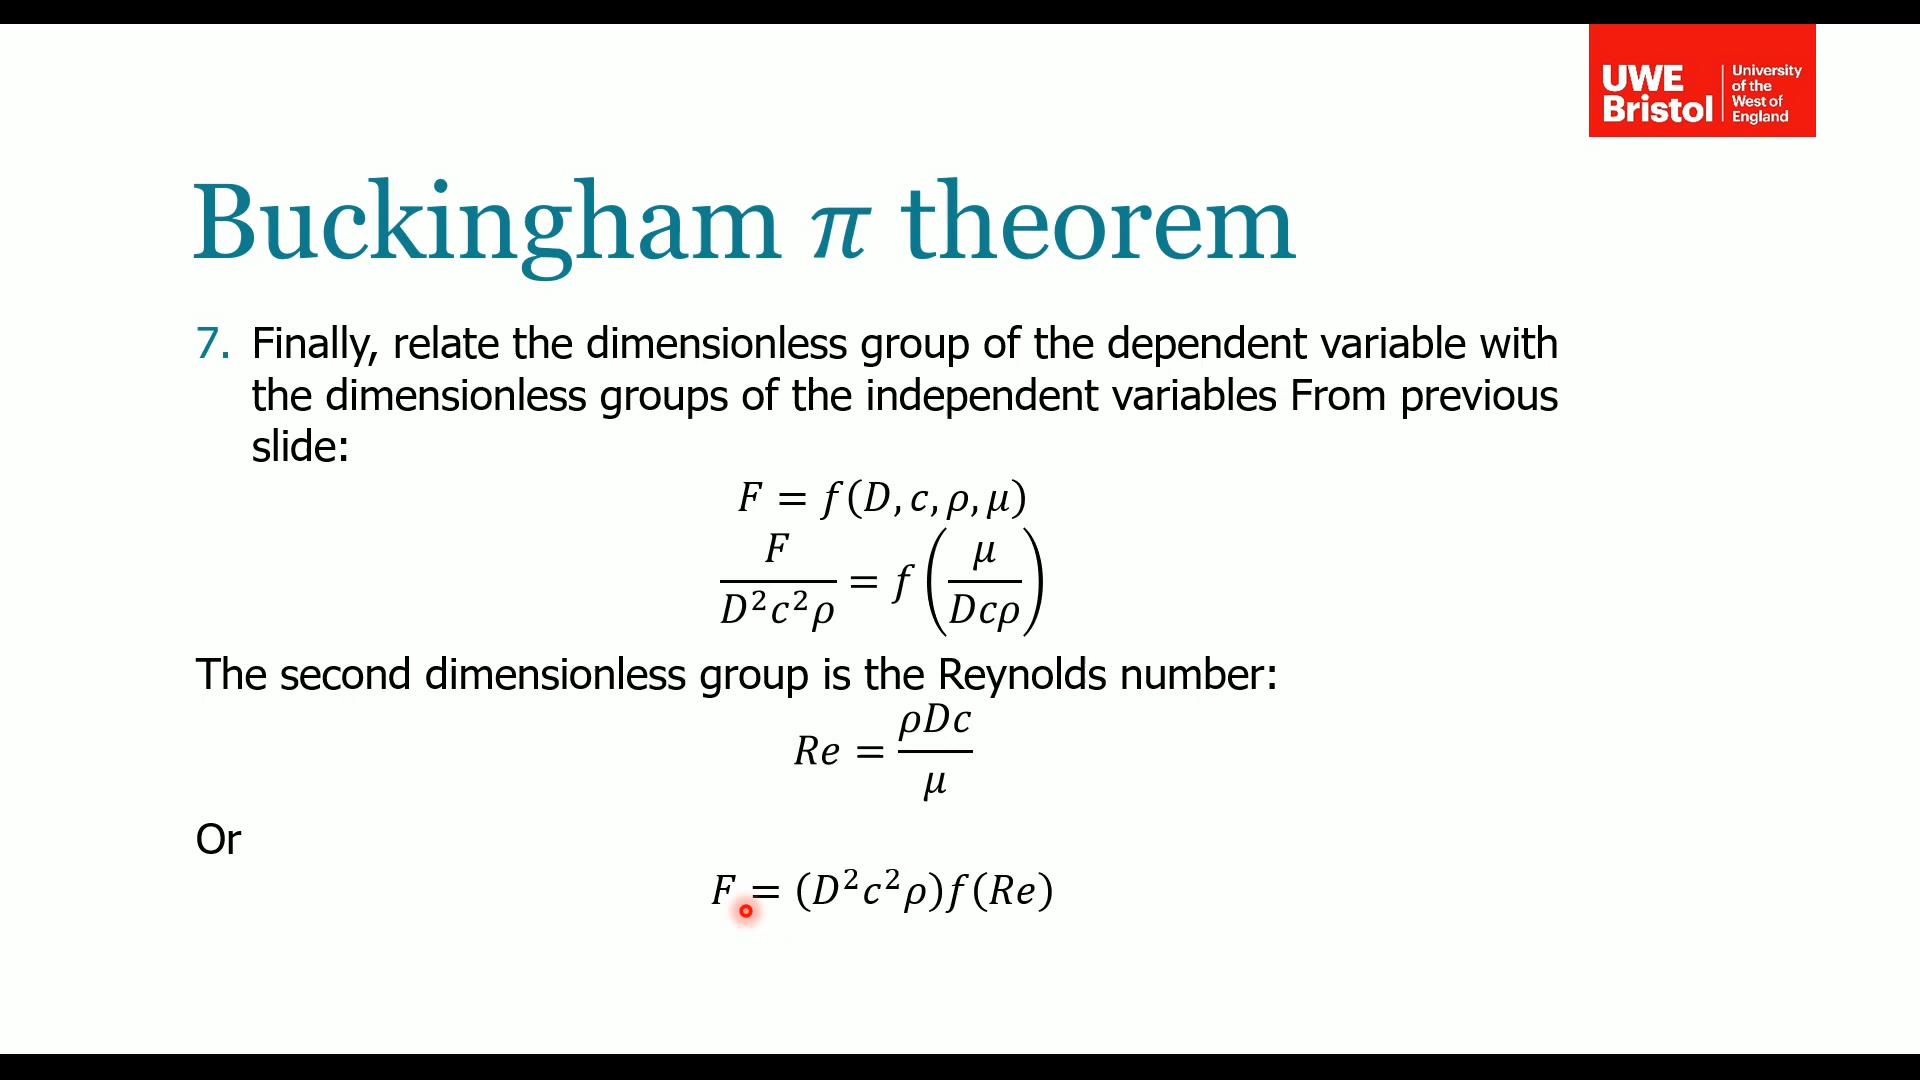 UWE
Bristol
University
of the
West of
England
Buckingham π theorem
7. Finally, relate the dimensionless group of the dependent variable with
the dimensionless groups of the independent variables From previous
slide:
F = f(D, c, ρ, μ)
F/(D²c²ρ) = f(μ/(Dcρ))
The second dimensionless group is the Reynolds number:
Re = ρDc/μ
Or
F = (D²c²ρ)f(Re)